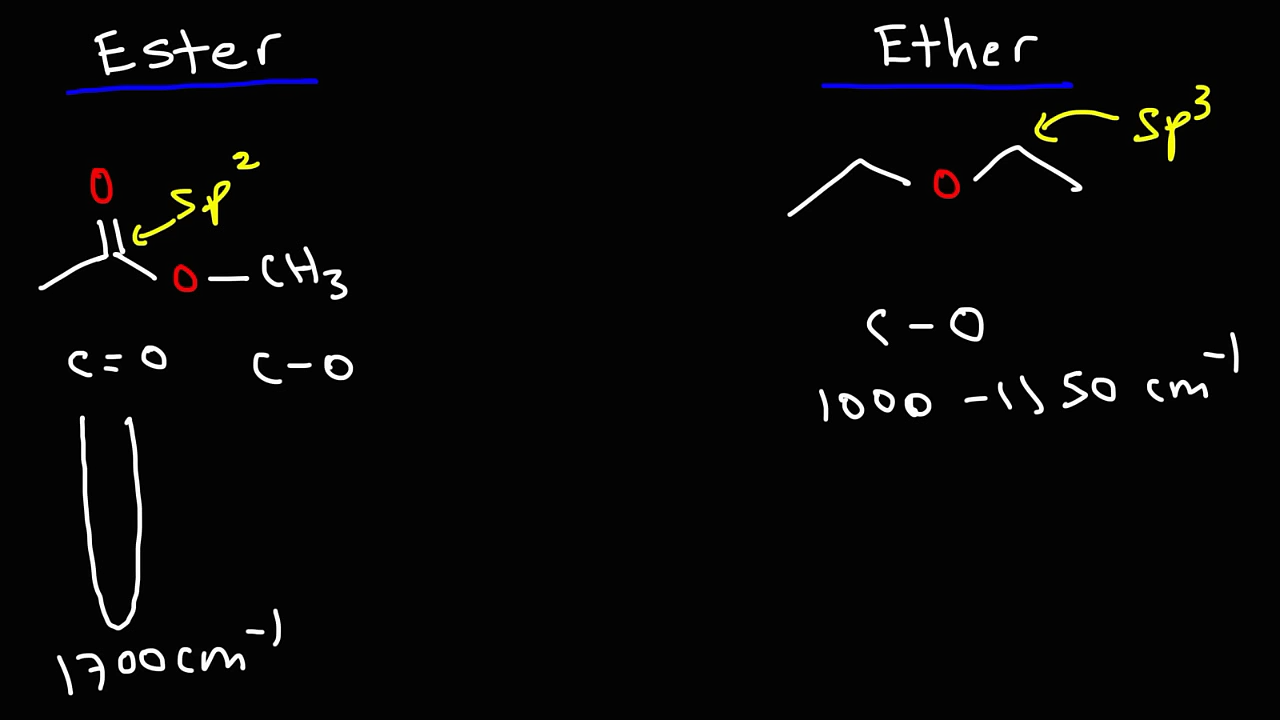 Ester
O
sp²
O — CH₃
C=O C-O
1700cm⁻¹
Ether
sp³
O
C-O
1000-1150 cm⁻¹